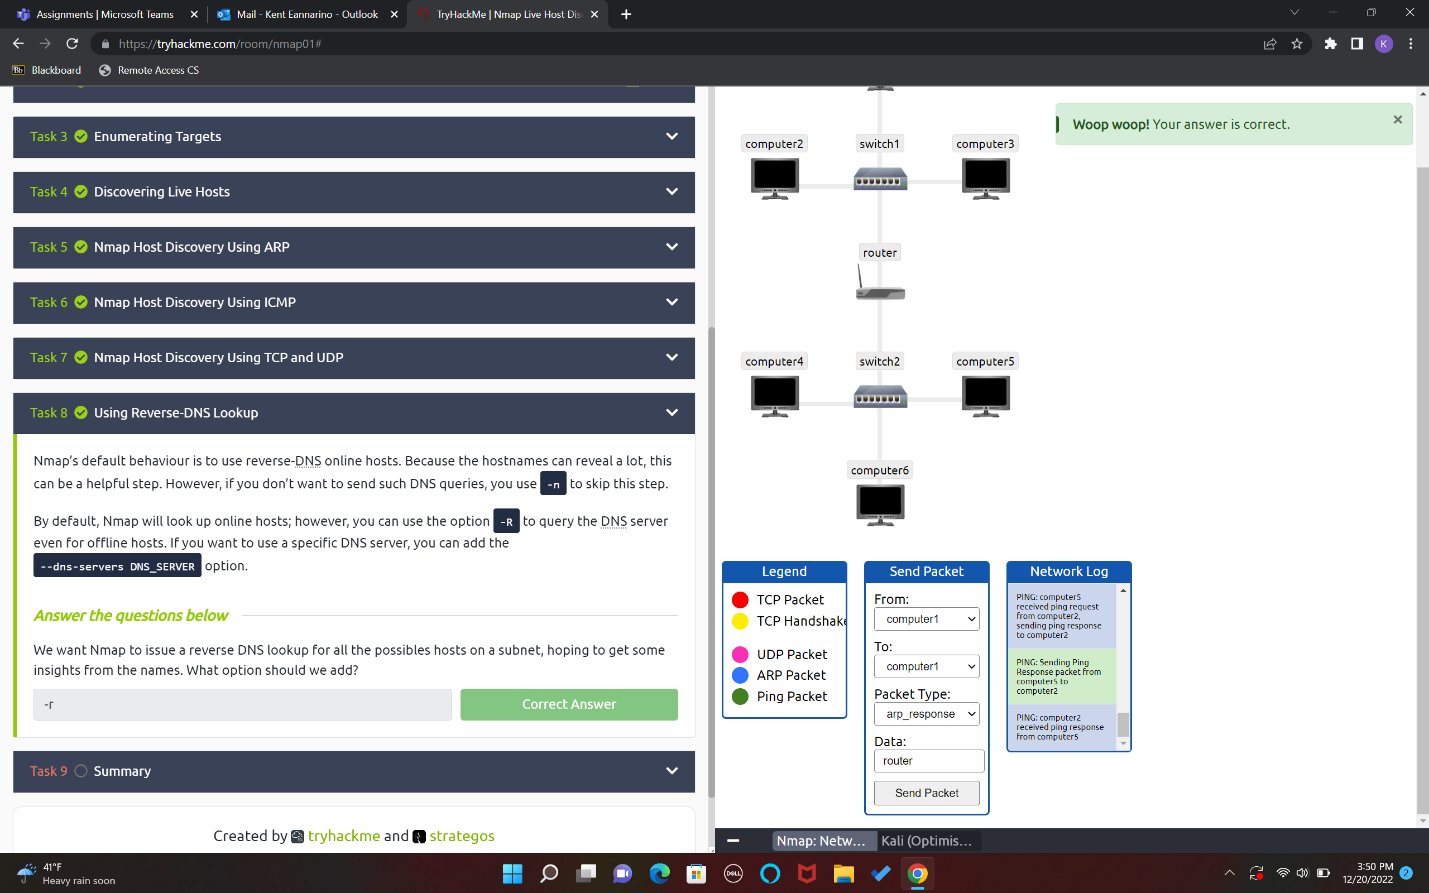 Assignments | Microsoft Teams
Mail - Kent Eannarino - Outlook
TryHackMe | Nmap Live Host Dis
https://tryhackme.com/room/nmap01#
K
Bb Blackboard
Remote Access CS
Task 3 Enumerating Targets
Task 4 Discovering Live Hosts
Task 5 Nmap Host Discovery Using ARP
Task 6 Nmap Host Discovery Using ICMP
Task 7 Nmap Host Discovery Using TCP and UDP
Task 8 Using Reverse-DNS Lookup
Nmap's default behaviour is to use reverse-DNS online hosts. Because the hostnames can reveal a lot, this
can be a helpful step. However, if you don't want to send such DNS queries, you use -n to skip this step.
By default, Nmap will look up online hosts; however, you can use the option -R to query the DNS server
even for offline hosts. If you want to use a specific DNS server, you can add the
--dns-servers DNS_SERVER option.
Answer the questions below
We want Nmap to issue a reverse DNS lookup for all the possibles hosts on a subnet, hoping to get some
insights from the names. What option should we add?
-r
Correct Answer
Task 9 Summary
Created by tryhackme and strategos
Woop woop! Your answer is correct.
computer2
switch1
computer3
router
computer4
switch2
computer5
computer6
Legend
TCP Packet
TCP Handshake
UDP Packet
ARP Packet
Ping Packet
Send Packet
From:
computer1
To:
computer1
Packet Type:
arp_response
Data:
router
Send Packet
Network Log
PING: computer5
received ping request
from computer2,
sending ping response
to computer2
PING: Sending Ping
Response packet from
computer5 to
computer2
PING: computer2
received ping response
from computer5
Nmap: Netw...
Kali (Optimis...
41°F
Heavy rain soon
DELL
3:50 PM
12/20/2022
2